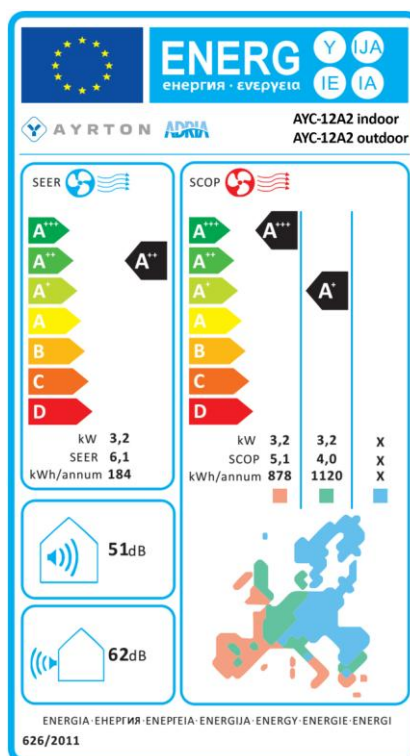 ENERG
енергия · ενεργεια
Y
IJA
IE
IA
AYRTON
ADRIA
AYC-12A2 indoor
AYC-12A2 outdoor
SEER
A+++
A++
A+
A
B
C
D
A++
kW 3,2
SEER 6,1
kWh/annum 184
SCOP
A+++
A++
A+
A
B
C
D
A+++
A+
kW 3,2 3,2 X
SCOP 5,1 4,0 X
kWh/annum 878 1120 X
51dB
62dB
ENERGIA·ЕНЕРГИЯ·ΕΝΕΡΓΕΙΑ·ENERGIJA·ENERGY·ENERGIE·ENERGI
626/2011